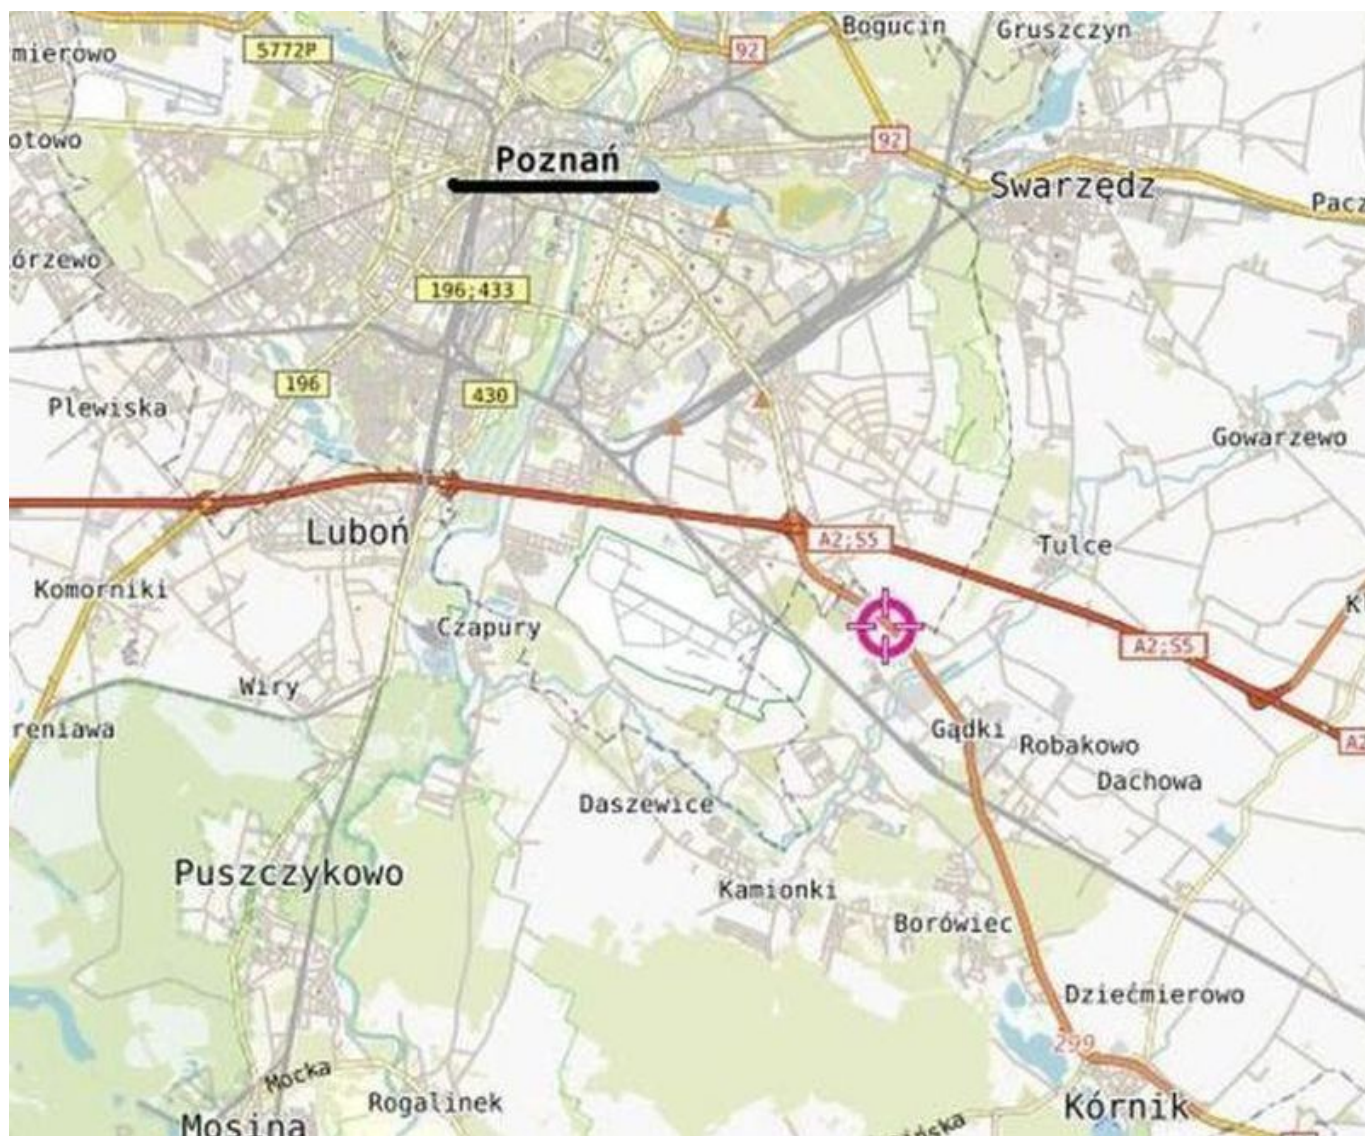 Bogucin
Gruszczyn
5772P
92
mierowo
92
otowo
Poznań
Swarzędz
Pacz
órzewo
196;433
196
430
Plewiska
Gowarzewo
Luboń
A2;S5
Tulce
Komorniki
K
Czapury
A2;S5
Wiry
reniawa
Gądki
Robakowo
A2
Dachowa
Daszewice
Puszczykowo
Kamionki
Borówiec
Dziećmierowo
299
Mocka
Rogalinek
Kórnik
Mosina